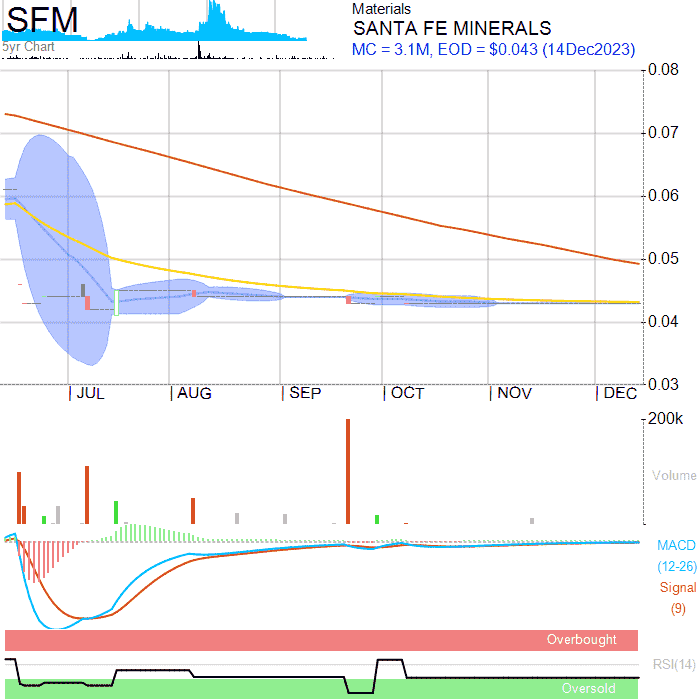 SFM
5yr Chart
Materials
SANTA FE MINERALS
MC = 3.1M, EOD = $0.043 (14Dec2023)
0.08
0.07
0.06
0.05
0.04
0.03
JUL AUG SEP OCT NOV DEC
200k
Volume
MACD
(12-26)
Signal
(9)
Overbought
RSI(14)
Oversold